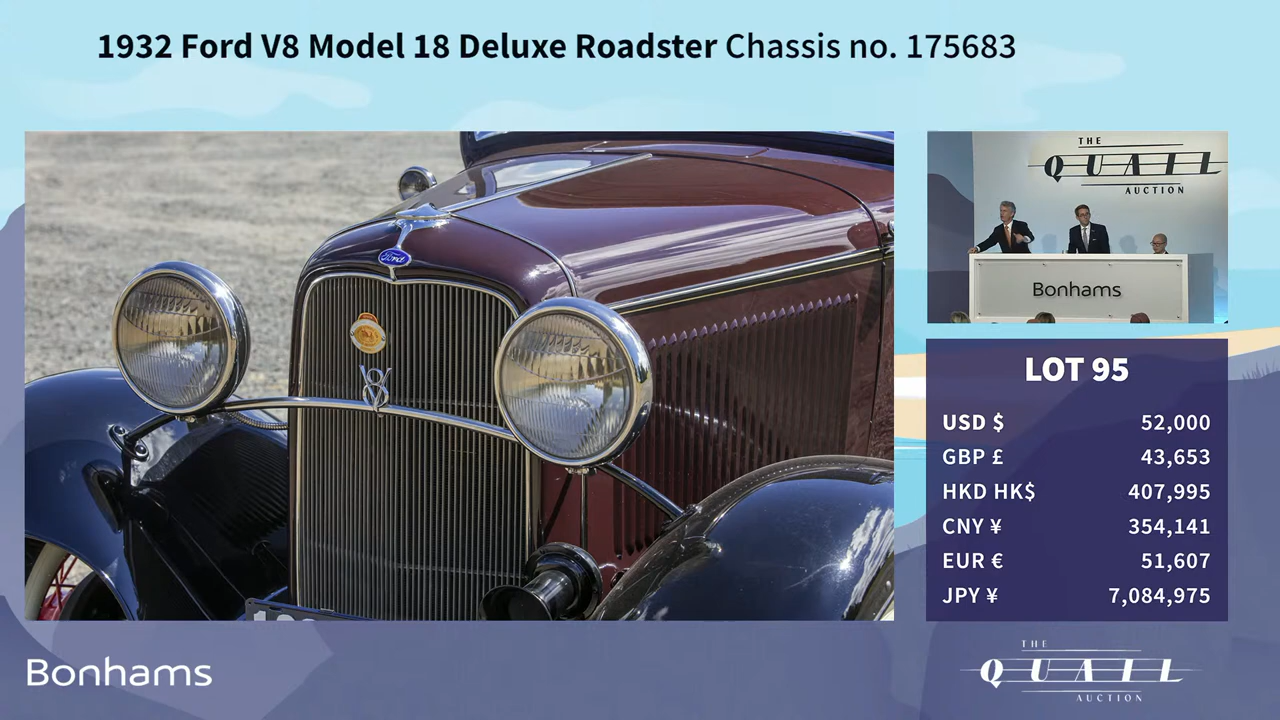 1932 Ford V8 Model 18 Deluxe Roadster Chassis no. 175683
Ford
V8
THE
QUAIL
AUCTION
Bonhams
LOT 95
USD $ 52,000
GBP £ 43,653
HKD HK$ 407,995
CNY ¥ 354,141
EUR € 51,607
JPY ¥ 7,084,975
Bonhams
THE
QUAIL
AUCTION